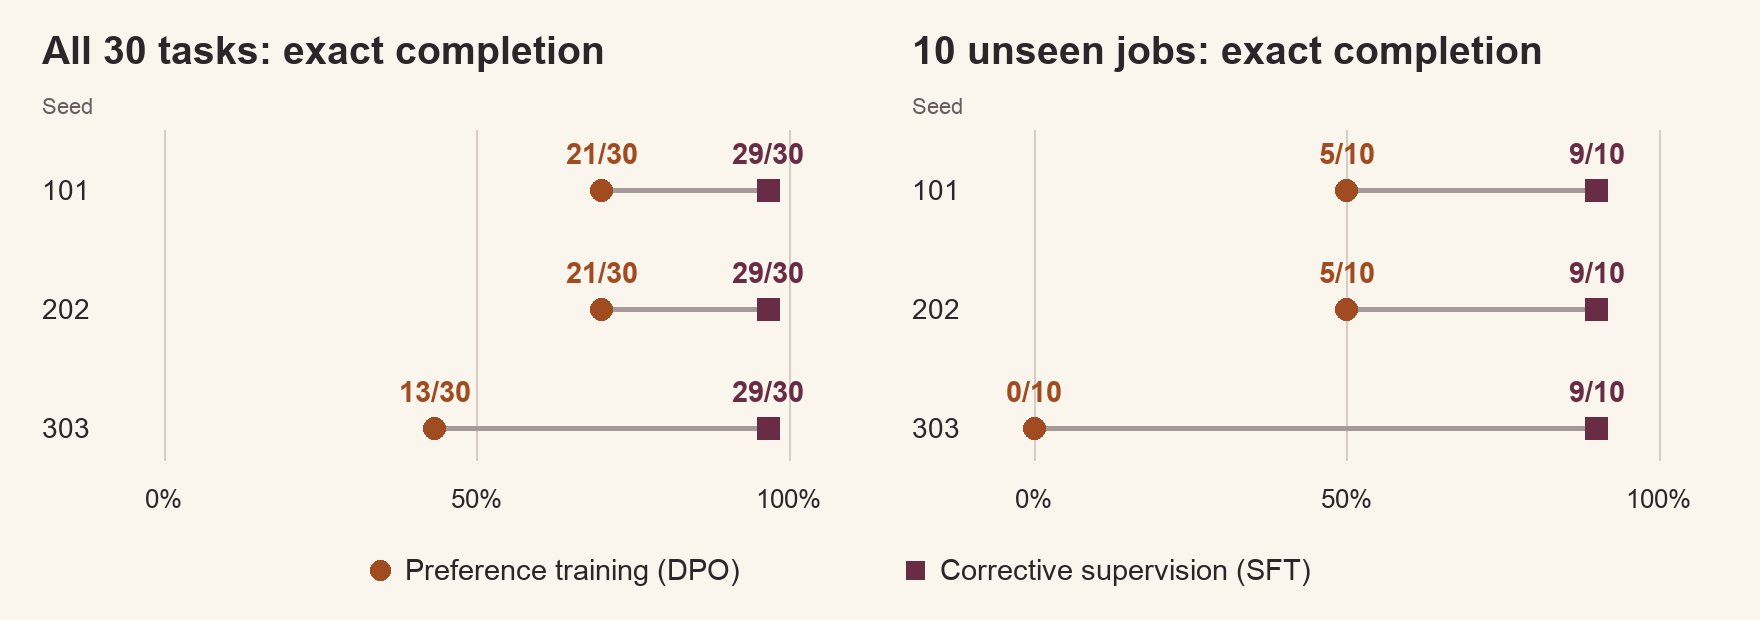 All 30 tasks: exact completion
Seed
21/30 29/30
101
21/30 29/30
202
13/30 29/30
303
0% 50% 100%
10 unseen jobs: exact completion
Seed
5/10 9/10
101
5/10 9/10
202
0/10 9/10
303
0% 50% 100%
Preference training (DPO)
Corrective supervision (SFT)